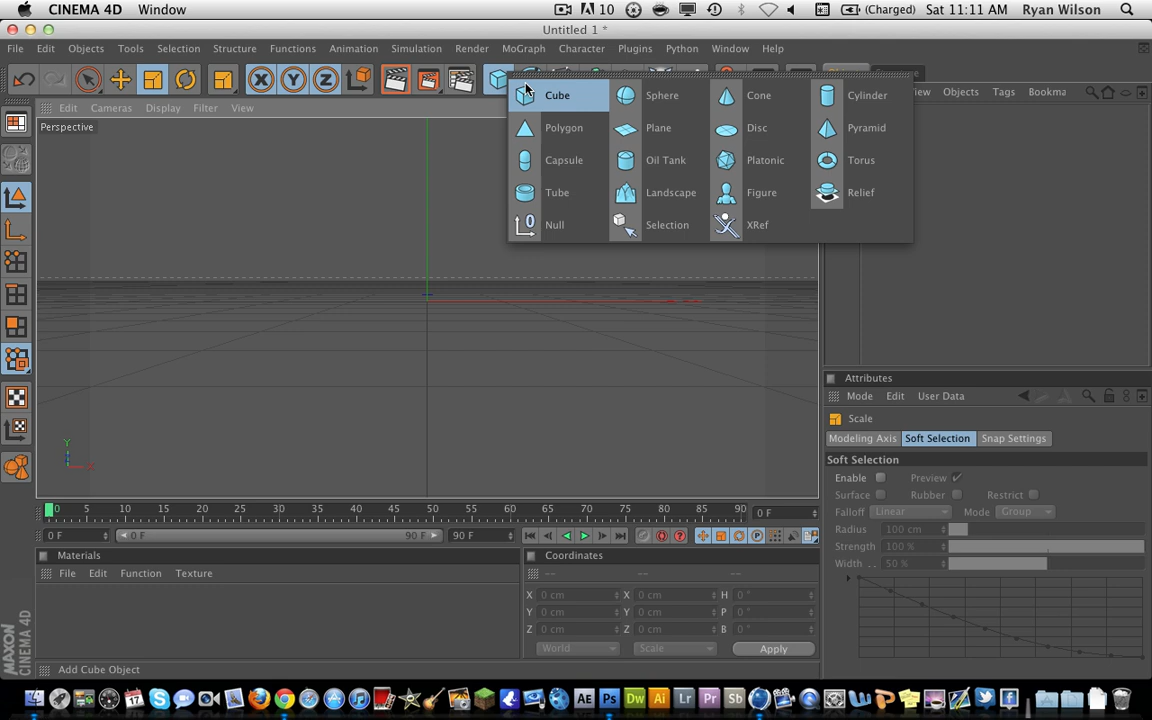 CINEMA 4D Window 10 (Charged) Sat 11:11 AM Ryan Wilson
Untitled 1 *
File Edit Objects Tools Selection Structure Functions Animation Simulation Render MoGraph Character Plugins Python Window Help
Edit Cameras Display Filter View
Objects Tags Bookma
Perspective
Cube Sphere Cone Cylinder
Polygon Plane Disc Pyramid
Capsule Oil Tank Platonic Torus
Tube Landscape Figure Relief
Null Selection XRef
Y
X
Attributes
Mode Edit User Data
Scale
Modeling Axis Soft Selection Snap Settings
Soft Selection
Enable Preview
Surface Rubber Restrict
Falloff Linear Mode Group
Radius 100 cm
Strength 100 %
Width .. 50 %
0 5 10 15 20 25 30 35 40 45 50 55 60 65 70 75 80 85 90 0 F
0 F 0 F 90 F 90 F
Materials
File Edit Function Texture
Coordinates
-- -- --
X 0 cm X 0 cm H 0 °
Y 0 cm Y 0 cm P 0 °
Z 0 cm Z 0 cm B 0 °
World Scale Apply
MAXON
CINEMA 4D
Add Cube Object
17 Ps Dw Ai Lr Pr Sb